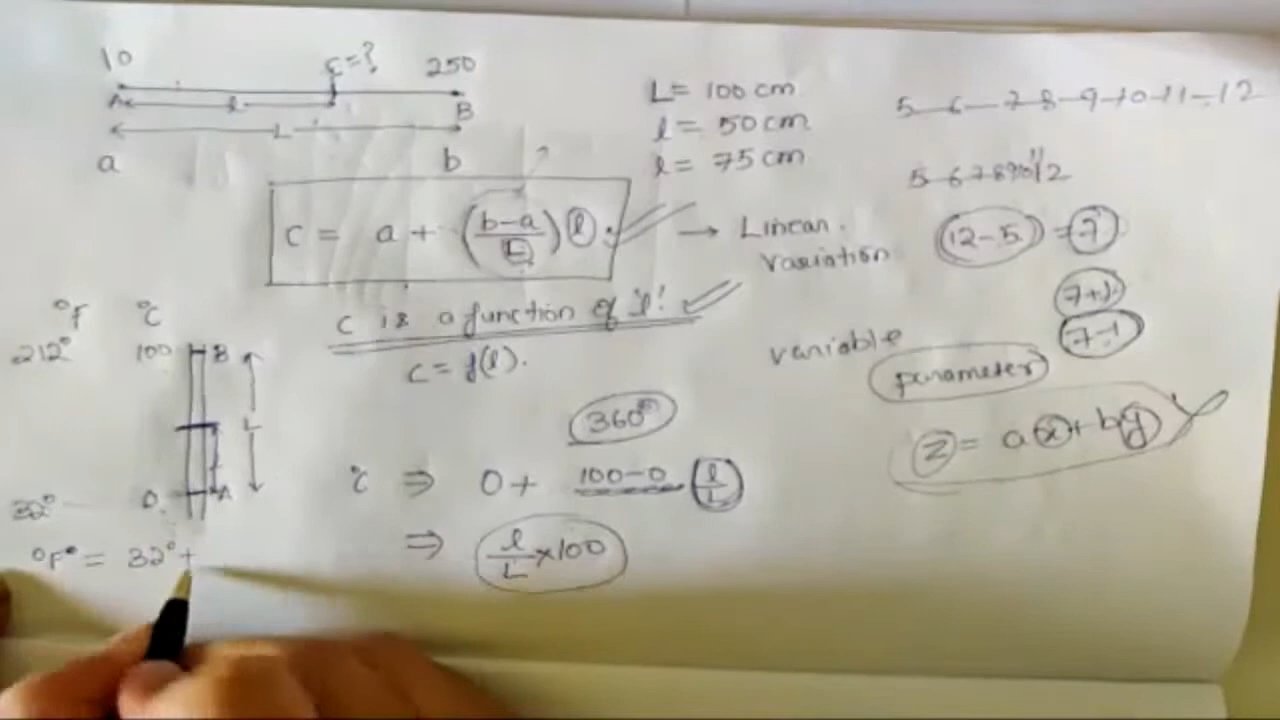 10 C=? 250
A l B
L
a b
C = a + (b-a/L) l.
→ Linear
variation
C is a function of 'l'.
C = f(l).
L = 100 cm
l = 50 cm
l = 75 cm
5-6-7-8-9-10-11-12
5 6 7 8 9 10 11 12
12-5 = 7
7+1
7-1
variable
parameter
z = ax + by
°F °C
212° 100 B
L
32° 0 A
360°
°C ⇒ 0 + 100-0 l/L
⇒ l/L × 100
°F = 32° +